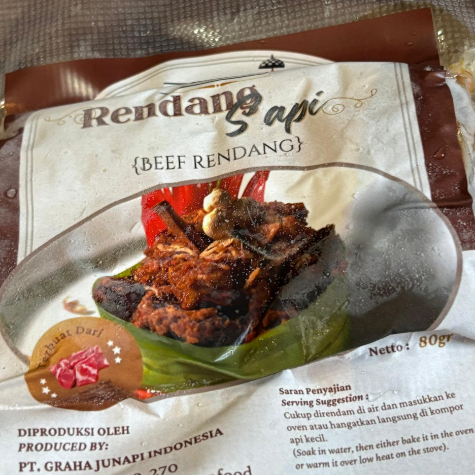 Rendang
Sapi
{BEEF RENDANG}
Terbuat Dari
Netto : 80gr
DIPRODUKSI OLEH
PRODUCED BY:
PT. GRAHA JUNAPI INDONESIA
Saran Penyajian
Serving Suggestion :
Cukup direndam di air dan masukkan ke
oven atau hangatkan langsung di kompor
api kecil.
(Soak in water, then either bake it in the oven
or warm it over low heat on the stove).